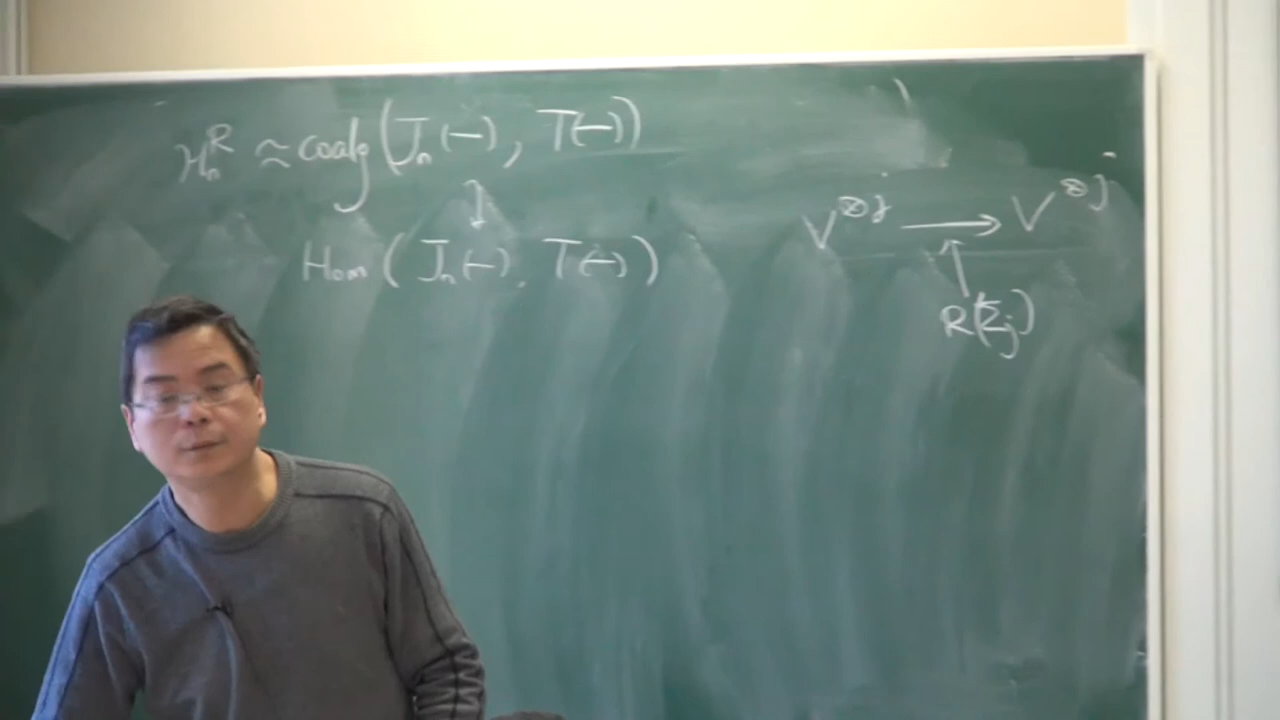 H_n^R ≈ coalg(J_n(−), T(−))
↓
Hom(J_n(−), T(−))
V^{⊗j} ⟶ V^{⊗j}
↑
R(Σ_j)